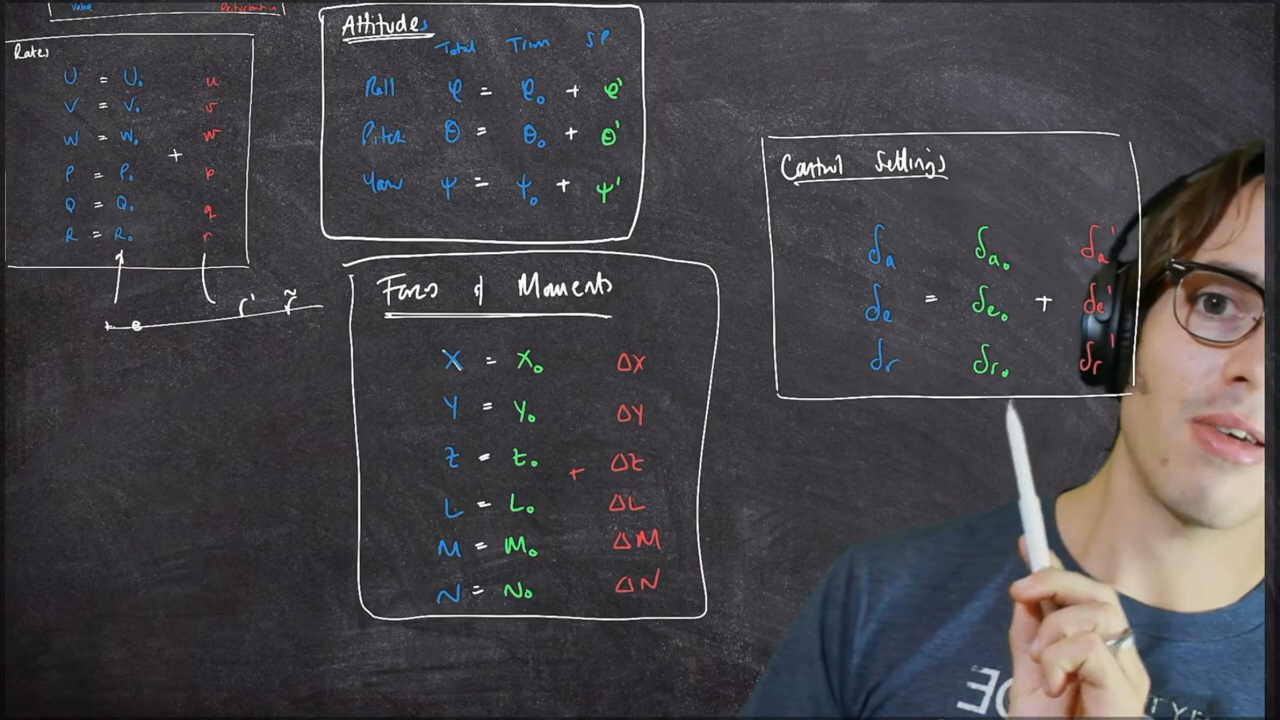 Value Perturbation
Rates
U = U₀ u
V = V₀ v
W = W₀ w
+
P = P₀ p
Q = Q₀ q
R = R₀ r
r' r̃
Attitudes
Total Trim
Roll φ = φ₀ + φ'
Pitch θ = θ₀ + θ'
Yaw ψ = ψ₀ + ψ'
Forces & Moments
X = X₀ ΔX
Y = Y₀ ΔY
Z = Z₀ + ΔZ
L = L₀ ΔL
M = M₀ ΔM
N = N₀ ΔN
Control Settings
δa δa₀ δa'
δe = δe₀ + δe'
δr δr₀ δr'